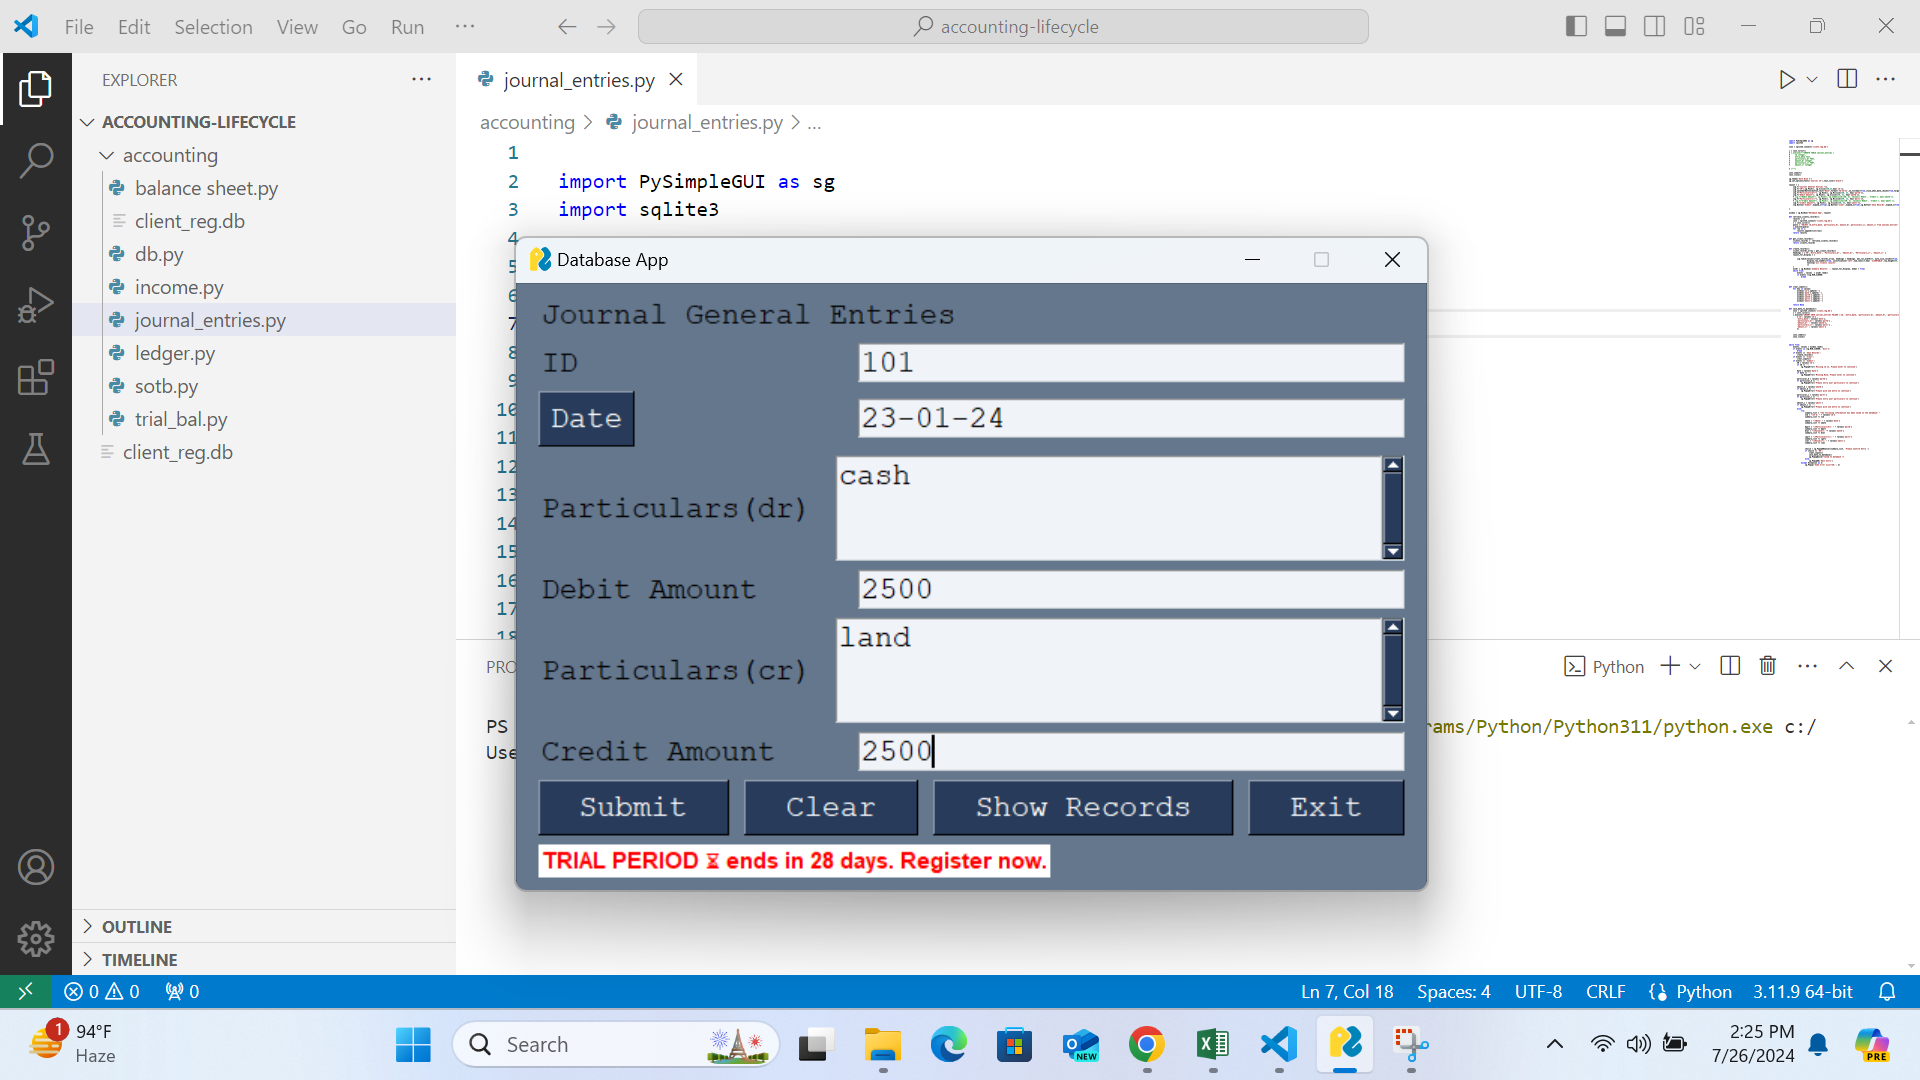 File Edit Selection View Go Run ···
accounting-lifecycle
EXPLORER
ACCOUNTING-LIFECYCLE
accounting
balance sheet.py
client_reg.db
db.py
income.py
journal_entries.py
ledger.py
sotb.py
trial_bal.py
client_reg.db
OUTLINE
TIMELINE
journal_entries.py
accounting > journal_entries.py > ...
1
2 import PySimpleGUI as sg
3 import sqlite3
4
5
6
7
8
9
10
11
12
13
14
15
16
17
18
Database App
Journal General Entries
ID 101
Date 23-01-24
Particulars(dr) cash
Debit Amount 2500
Particulars(cr) land
Credit Amount 2500
Submit Clear Show Records Exit
TRIAL PERIOD ⌛ ends in 28 days. Register now.
PRO
Python
PS rams/Python/Python311/python.exe c:/
Use
0 0 0
Ln 7, Col 18 Spaces: 4 UTF-8 CRLF Python 3.11.9 64-bit
1
94°F
Haze
Search
NEW
2:25 PM
7/26/2024
PRE